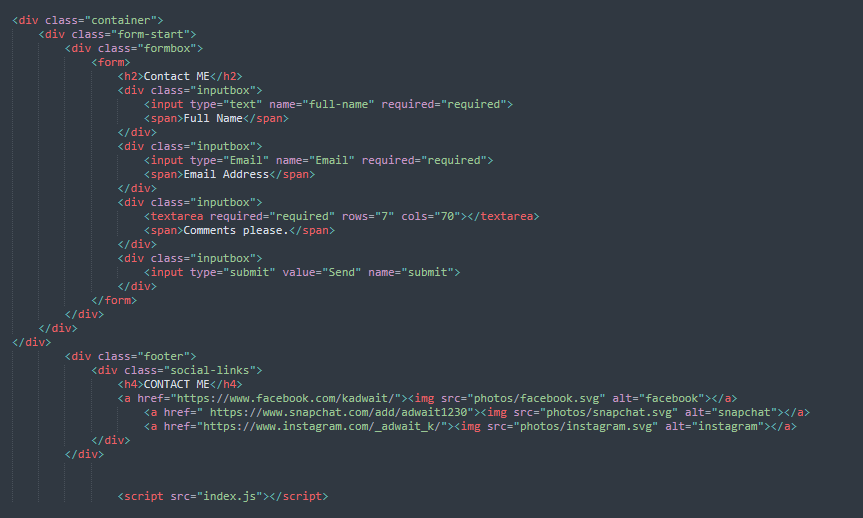 <div class="container">
<div class="form-start">
<div class="formbox">
<form>
<h2>Contact ME</h2>
<div class="inputbox">
<input type="text" name="full-name" required="required">
<span>Full Name</span>
</div>
<div class="inputbox">
<input type="Email" name="Email" required="required">
<span>Email Address</span>
</div>
<div class="inputbox">
<textarea required="required" rows="7" cols="70"></textarea>
<span>Comments please.</span>
</div>
<div class="inputbox">
<input type="submit" value="Send" name="submit">
</div>
</form>
</div>
</div>
</div>
<div class="footer">
<div class="social-links">
<h4>CONTACT ME</h4>
<a href="https://www.facebook.com/kadwait/"><img src="photos/facebook.svg" alt="facebook"></a>
<a href=" https://www.snapchat.com/add/adwait1230"><img src="photos/snapchat.svg" alt="snapchat"></a>
<a href="https://www.instagram.com/_adwait_k/"><img src="photos/instagram.svg" alt="instagram"></a>
</div>
</div>
<script src="index.js"></script>